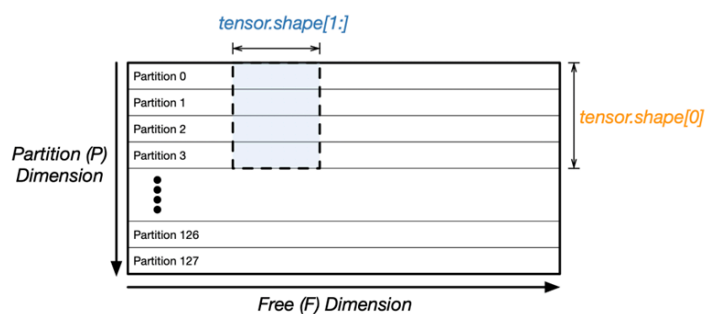 tensor.shape[1:]
Partition 0
Partition 1
Partition 2
Partition 3
tensor.shape[0]
Partition (P)
Dimension
Partition 126
Partition 127
Free (F) Dimension